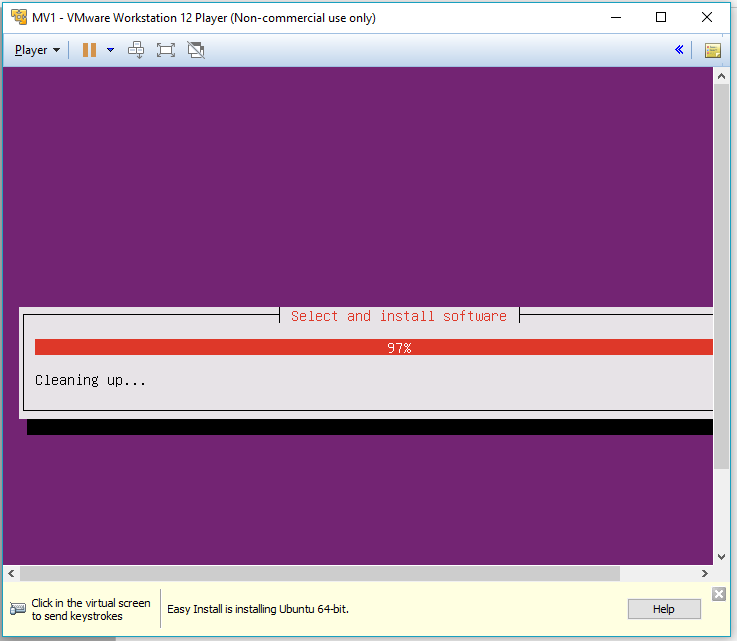 MV1 - VMware Workstation 12 Player (Non-commercial use only)
Player
Select and install software
97%
Cleaning up...
Click in the virtual screen
to send keystrokes
Easy Install is installing Ubuntu 64-bit.
Help